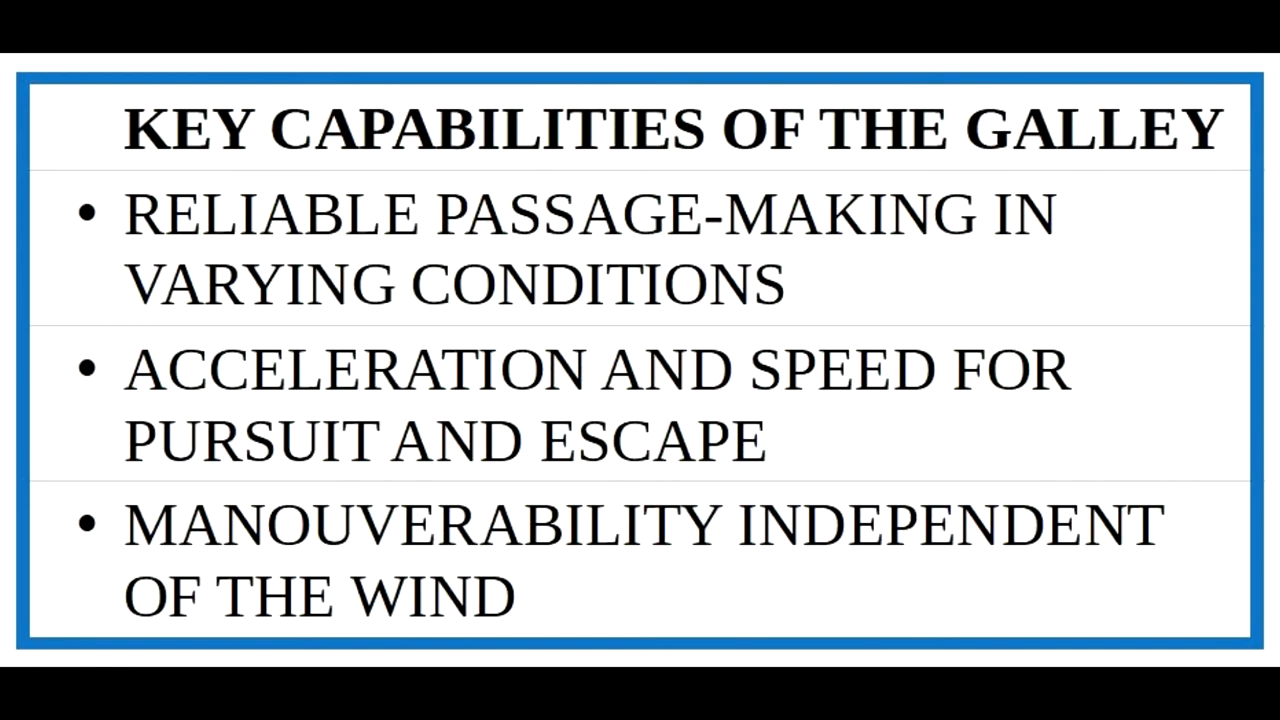 KEY CAPABILITIES OF THE GALLEY
• RELIABLE PASSAGE-MAKING IN
VARYING CONDITIONS
• ACCELERATION AND SPEED FOR
PURSUIT AND ESCAPE
• MANOUVERABILITY INDEPENDENT
OF THE WIND